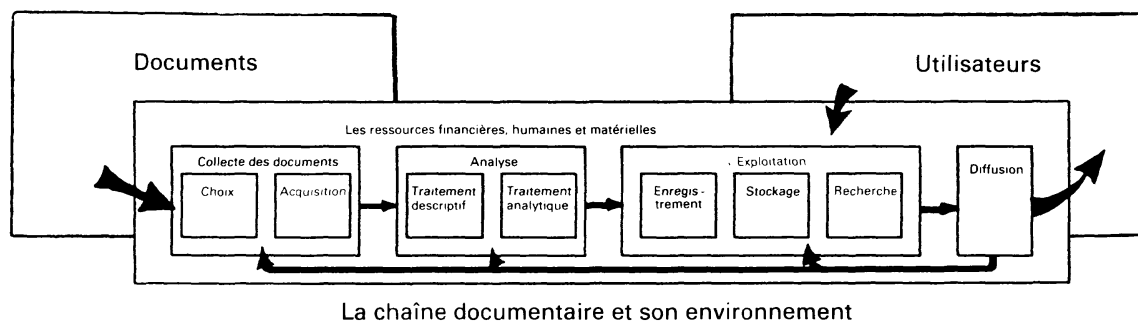 Documents
Utilisateurs
Les ressources financières, humaines et matérielles
Collecte des documents
Choix
Acquisition
Analyse
Traitement
descriptif
Traitement
analytique
Exploitation
Enregis-
trement
Stockage
Recherche
Diffusion
La chaîne documentaire et son environnement